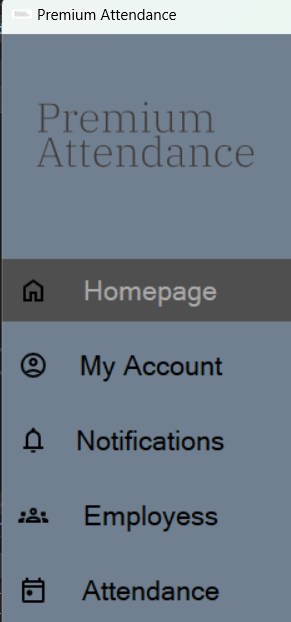 Premium Attendance
Premium
Attendance
Homepage
My Account
Notifications
Employess
Attendance